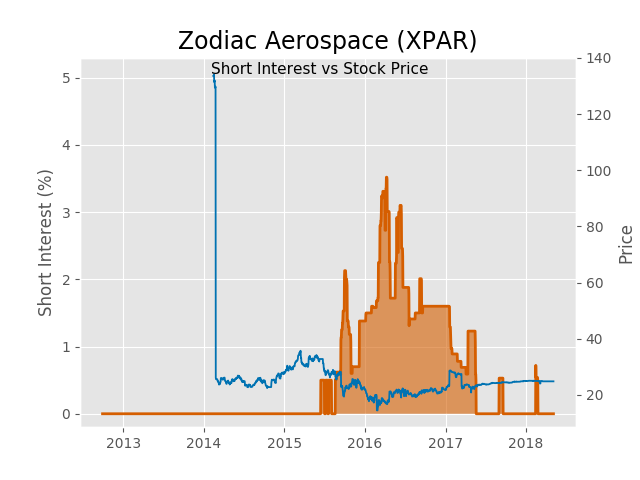 Zodiac Aerospace (XPAR)
Short Interest vs Stock Price
Short Interest (%)
5
4
3
2
1
0
140
120
100
80
60
40
20
Price
2013 2014 2015 2016 2017 2018